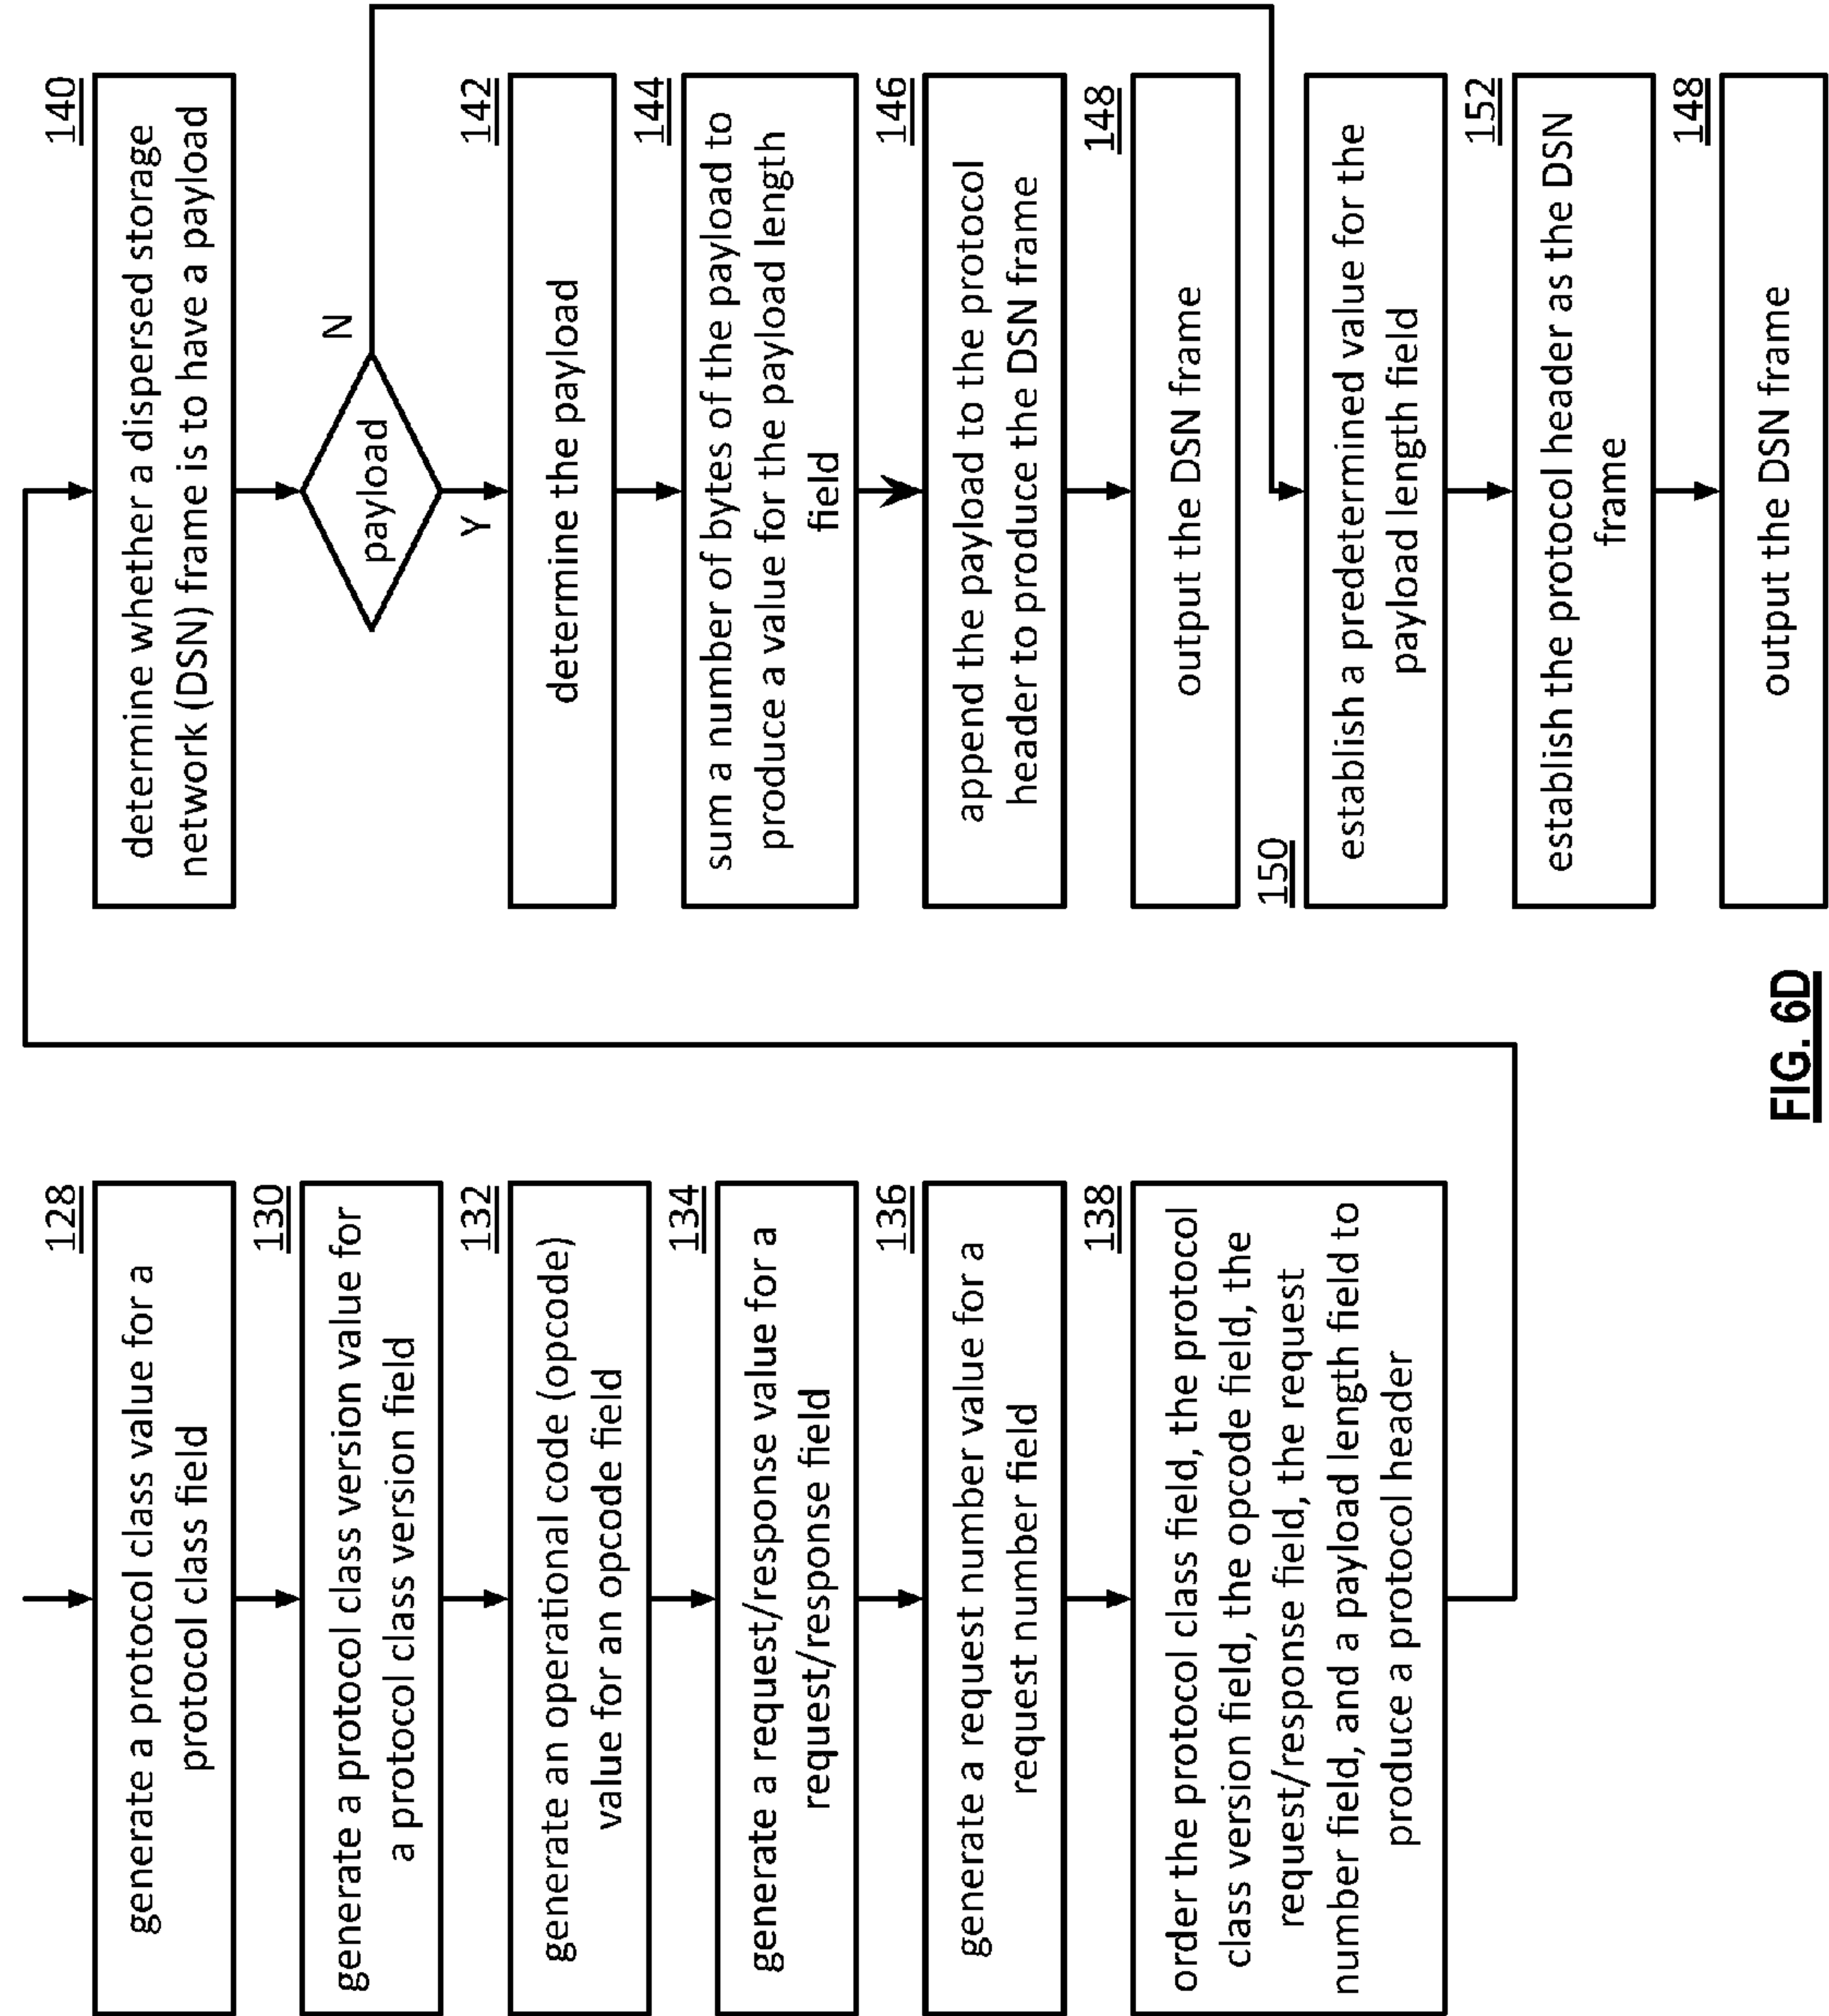 128
generate a protocol class value for a
protocol class field
130
generate a protocol class version value for
a protocol class version field
132
generate an operational code (opcode)
value for an opcode field
134
generate a request/response value for a
request/response field
136
generate a request number value for a
request number field
138
order the protocol class field, the protocol
class version field, the opcode field, the
request/response field, the request
number field, and a payload length field to
produce a protocol header
140
determine whether a dispersed storage
network (DSN) frame is to have a payload
payload
N
Y
142
determine the payload
144
sum a number of bytes of the payload to
produce a value for the payload length
field
146
append the payload to the protocol
header to produce the DSN frame
148
output the DSN frame
150
establish a predetermined value for the
payload length field
152
establish the protocol header as the DSN
frame
148
output the DSN frame
FIG. 6D